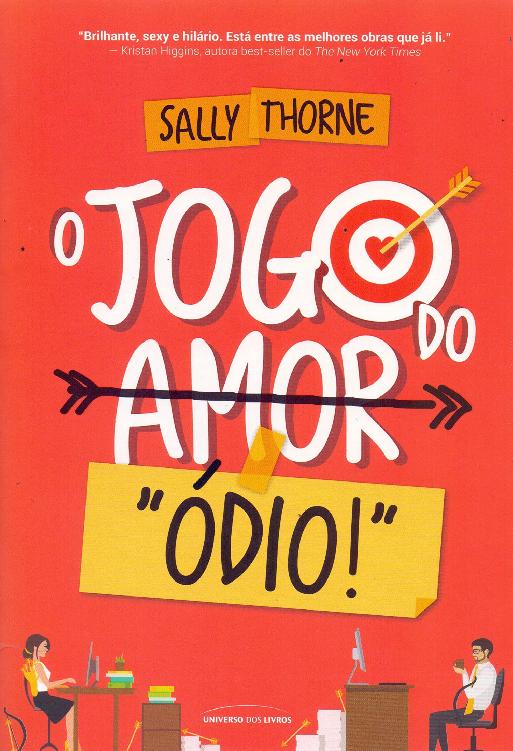 "Brilhante, sexy e hilário. Está entre as melhores obras que já li."
— Kristan Higgins, autora best-seller do The New York Times
SALLY THORNE
O JOGO
DO
AMOR
"ÓDIO!"
UNIVERSO DOS LIVROS